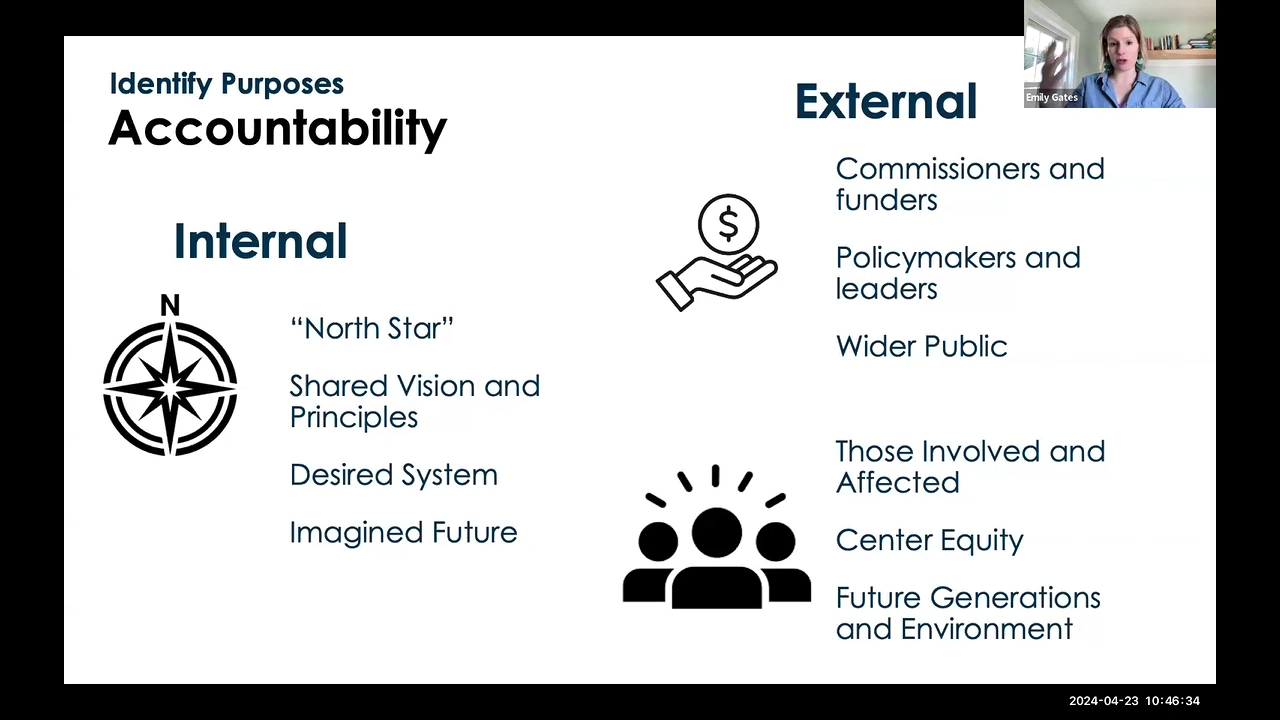 Identify Purposes
Accountability
Internal
N
“North Star”
Shared Vision and
Principles
Desired System
Imagined Future
External
$
Commissioners and
funders
Policymakers and
leaders
Wider Public
Those Involved and
Affected
Center Equity
Future Generations
and Environment
Emily Gates
2024-04-23 10:46:34